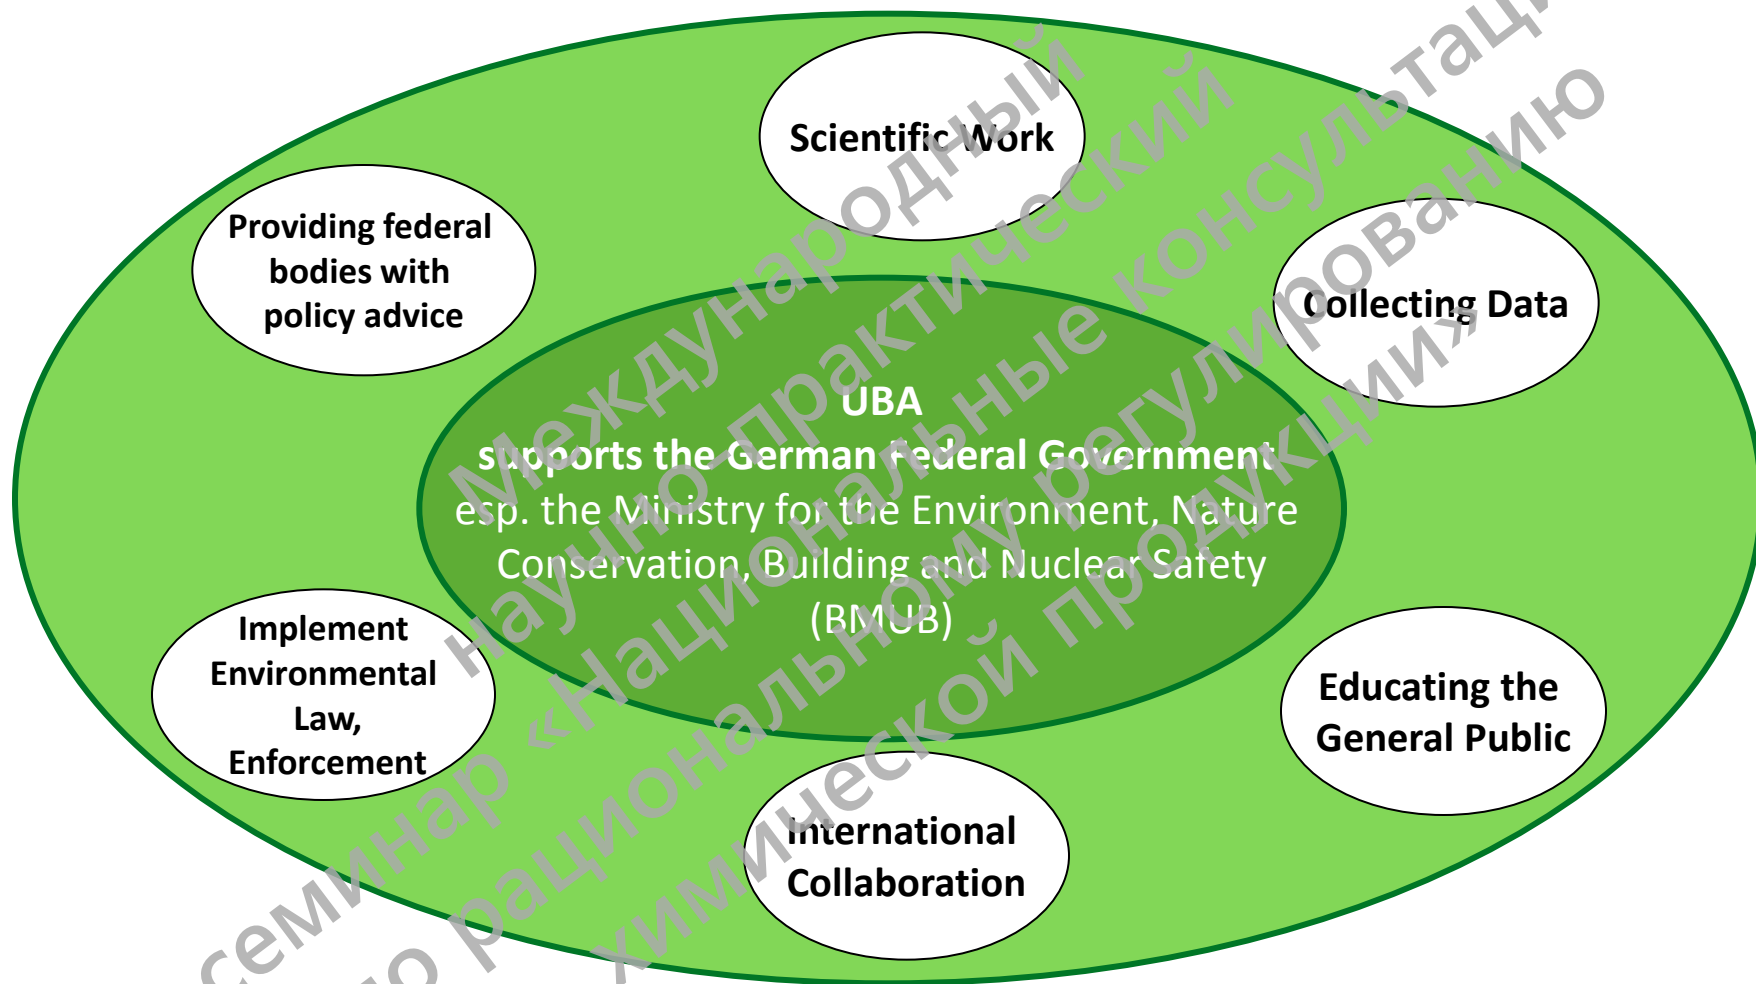 Scientific Work
Providing federal
bodies with
policy advice
Collecting Data
UBA
supports the German Federal Government
esp. the Ministry for the Environment, Nature
Conservation, Building and Nuclear Safety
(BMUB)
Implement
Environmental
Law,
Enforcement
Educating the
General Public
International
Collaboration
Международный
научно-практический
семинар «Национальные консультаци
по рациональному регулированию
химической продукции»